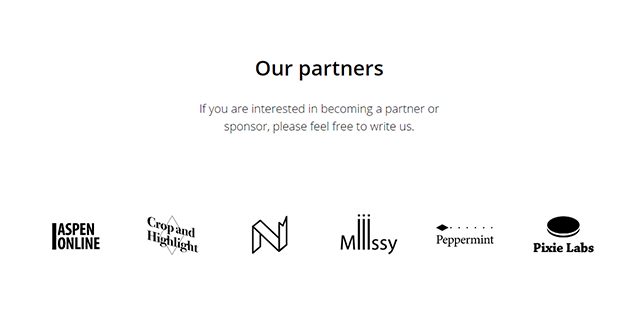 Our partners
If you are interested in becoming a partner or
sponsor, please feel free to write us.
ASPEN
ONLINE
Crop and
Highlight
N
Miiissy
Peppermint
Pixie Labs